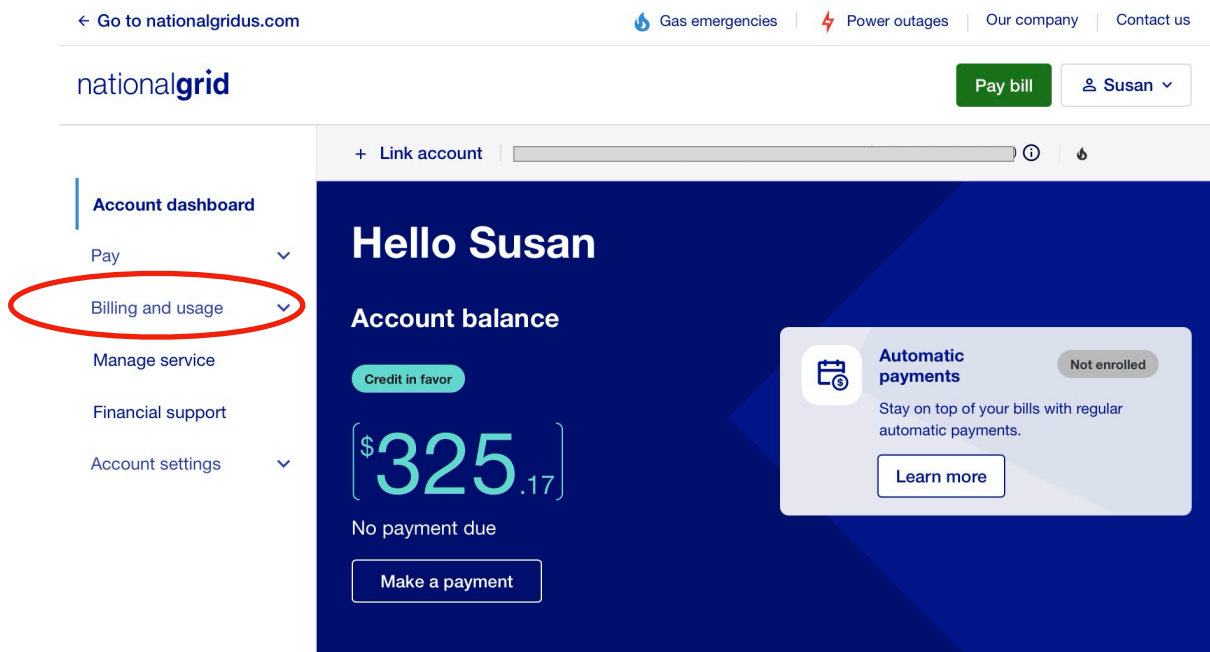 ← Go to nationalgridus.com
Gas emergencies
Power outages
Our company
Contact us
nationalgrid
Pay bill
Susan
+ Link account
Account dashboard
Pay
Billing and usage
Manage service
Financial support
Account settings
Hello Susan
Account balance
Credit in favor
$325.17
No payment due
Make a payment
Automatic
payments
Not enrolled
Stay on top of your bills with regular
automatic payments.
Learn more